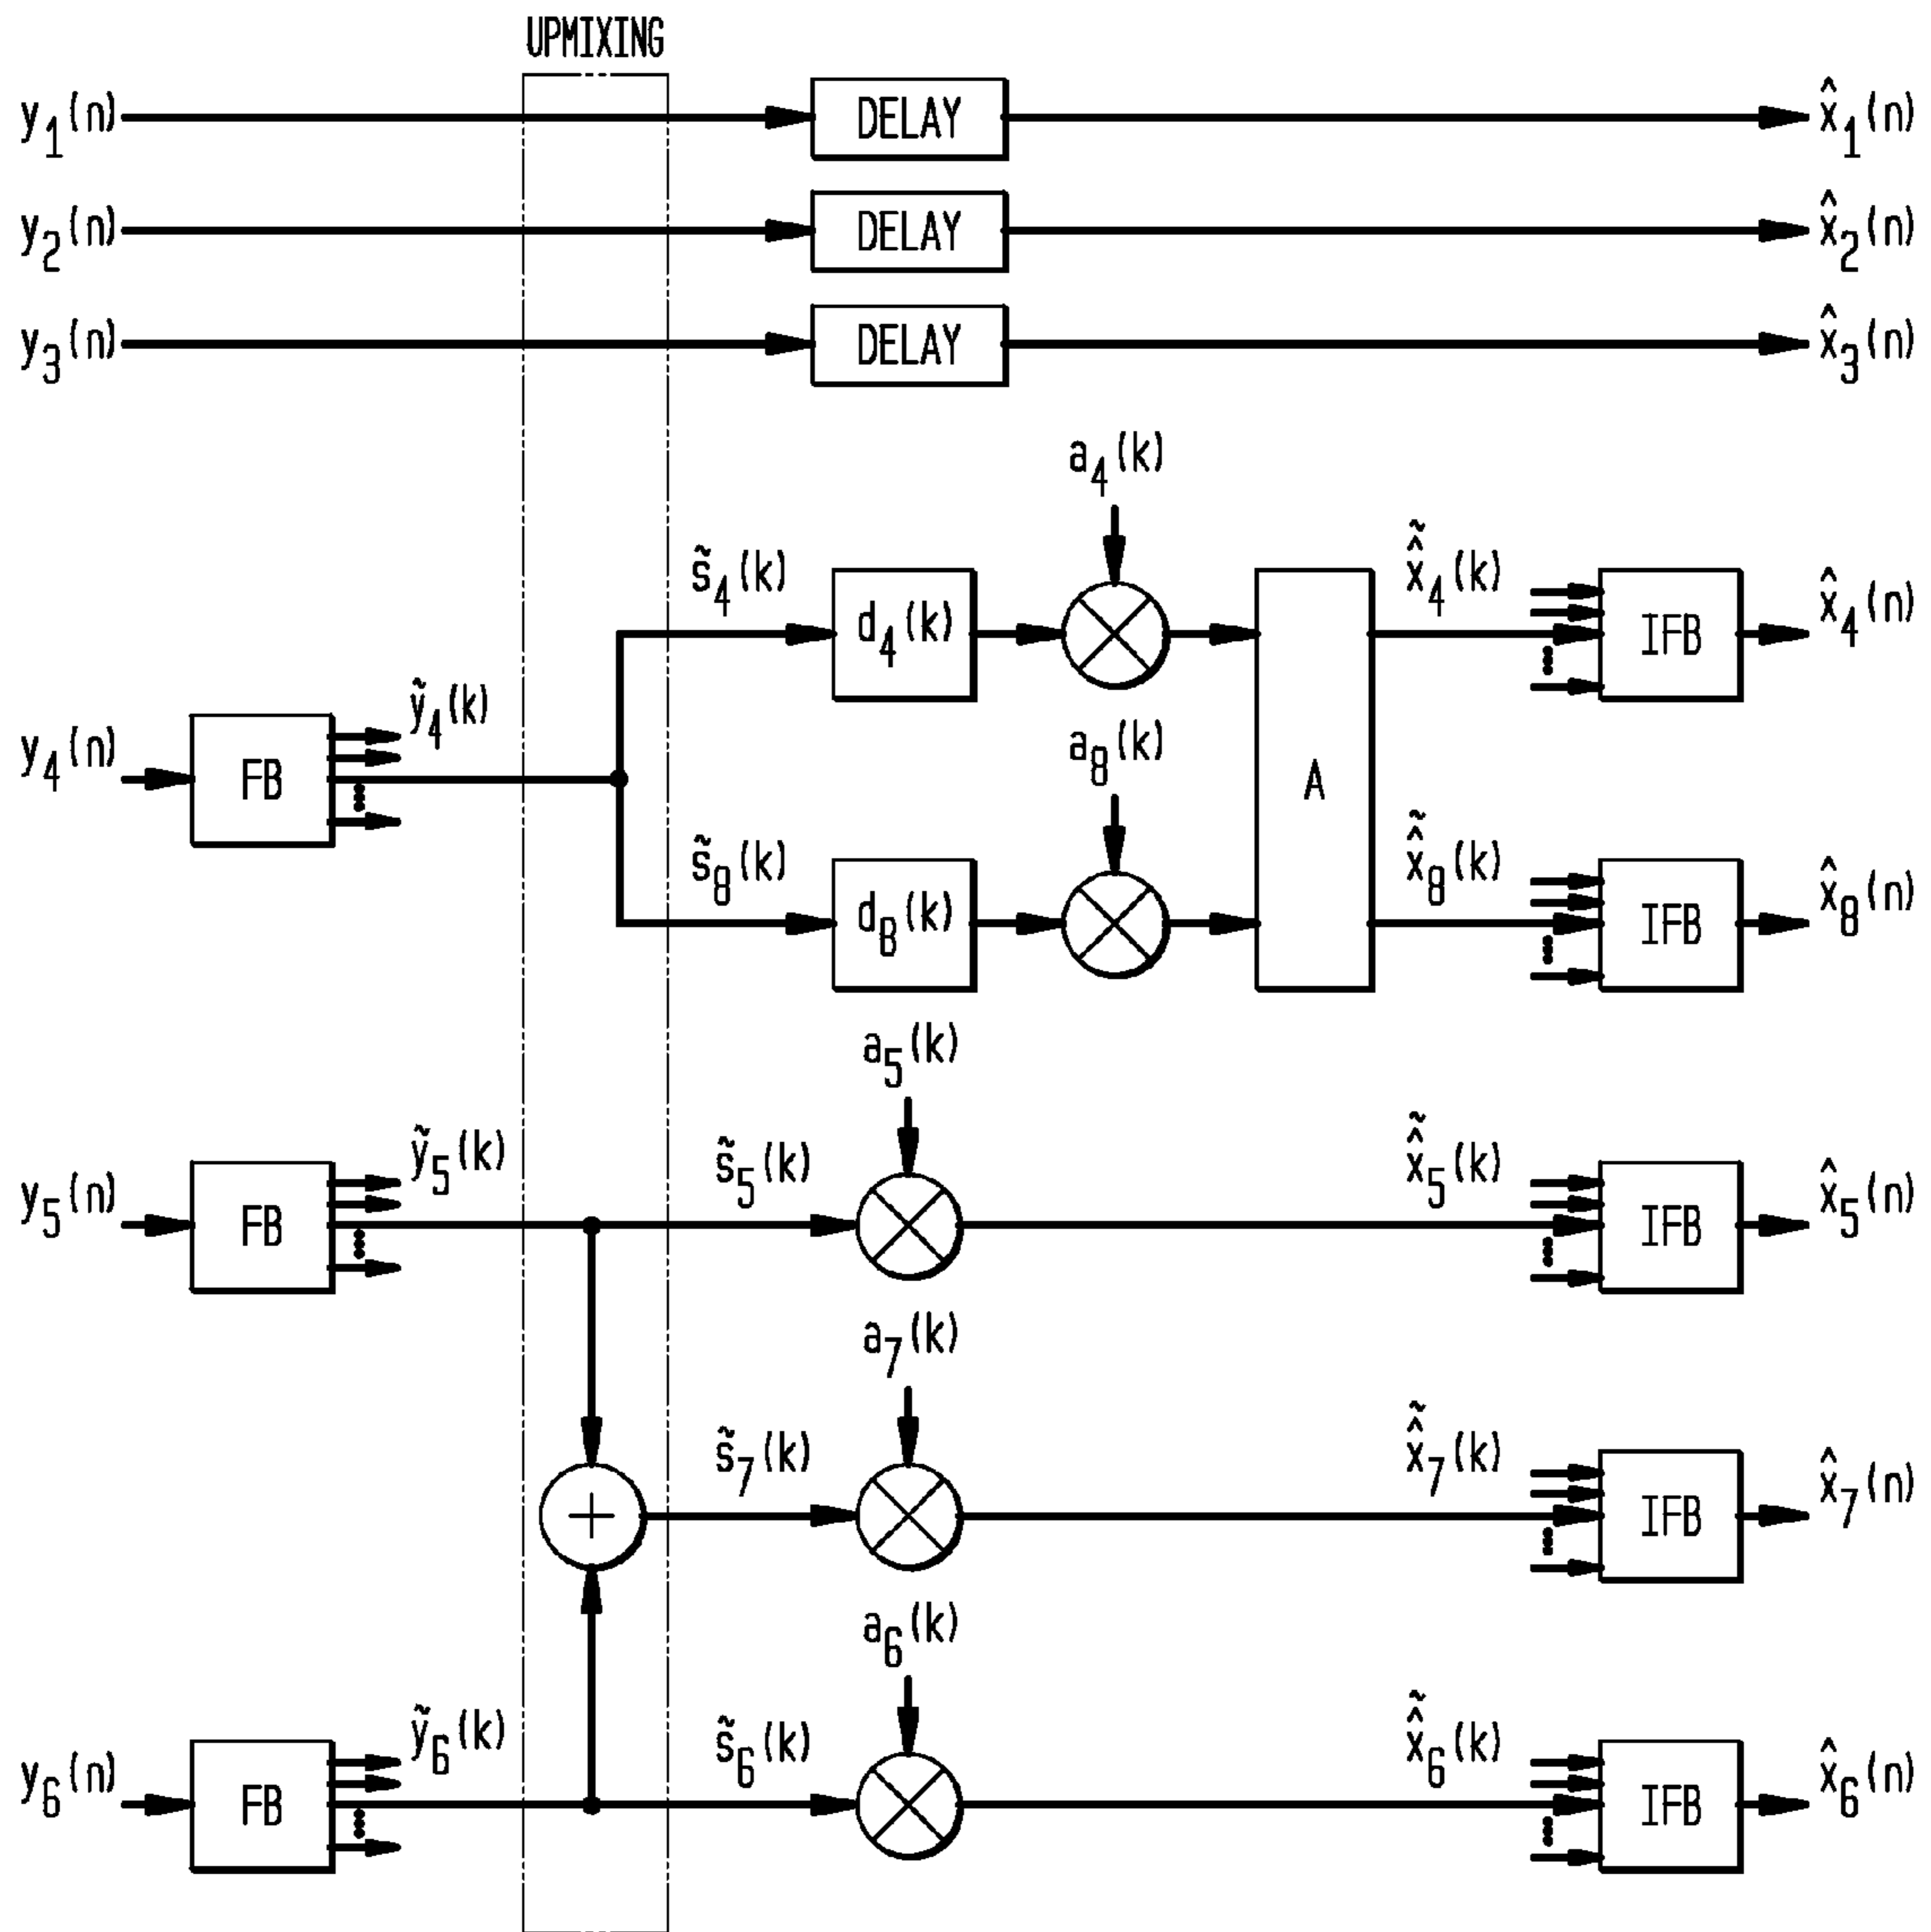 UPMIXING
y₁(n) DELAY x̂₁(n)
y₂(n) DELAY x̂₂(n)
y₃(n) DELAY x̂₃(n)
a₄(k)
s̃₄(k) d₄(k) x̂̃₄(k) IFB x̂₄(n)
y₄(n) FB ỹ₄(k) a₈(k) A
s̃₈(k) d_B(k) x̂̃₈(k) IFB x̂₈(n)
a₅(k)
y₅(n) FB ỹ₅(k) s̃₅(k) x̂̃₅(k) IFB x̂₅(n)
a₇(k)
+ s̃₇(k) x̂̃₇(k) IFB x̂₇(n)
a₆(k)
y₆(n) FB ỹ₆(k) s̃₆(k) x̂̃₆(k) IFB x̂₆(n)